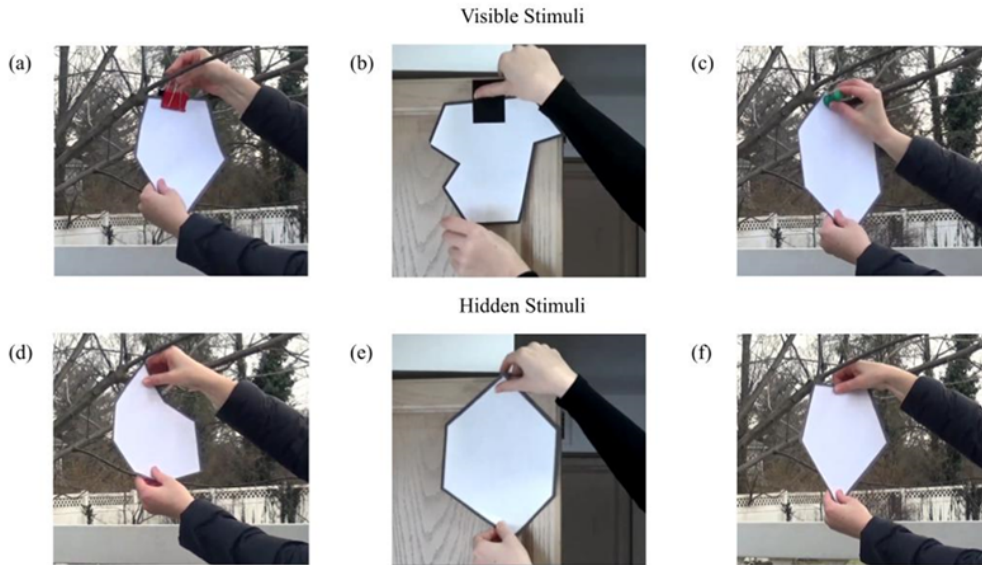 Visible Stimuli
(a)
(b)
(c)
Hidden Stimuli
(d)
(e)
(f)